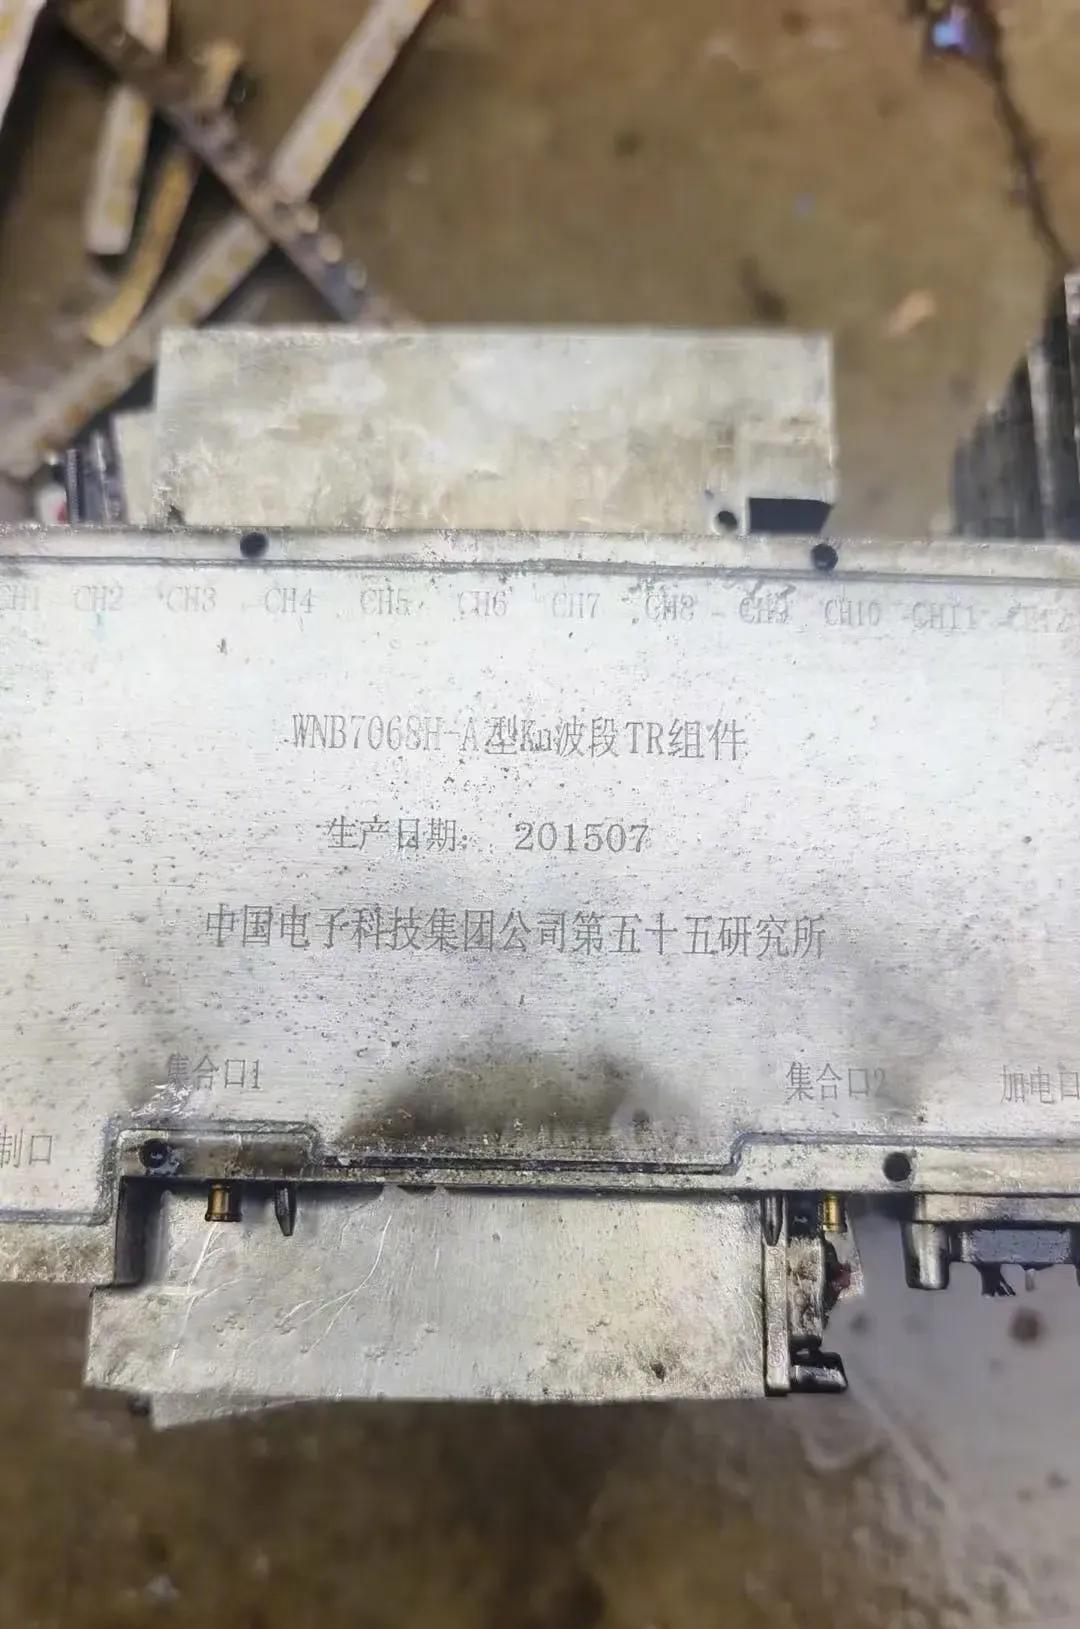 CH1 CH2 CH3 CH4 CH5 CH6 CH7 CH8 CH9 CH10 CH11 CH12
WNB7068H-A型Ku波段TR组件
生产日期: 201507
中国电子科技集团公司第五十五研究所
集合口1 集合口2 加电口
制口